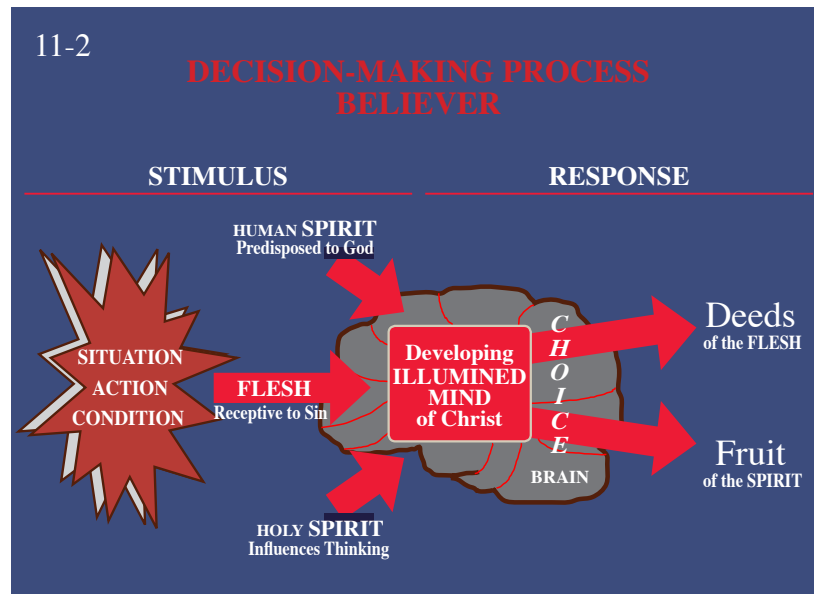 11-2
DECISION-MAKING PROCESS
BELIEVER
STIMULUS
RESPONSE
HUMAN SPIRIT
Predisposed to God
SITUATION
ACTION
CONDITION
FLESH
Receptive to Sin
HOLY SPIRIT
Influences Thinking
Developing
ILLUMINED
MIND
of Christ
CHOICE
BRAIN
Deeds
of the FLESH
Fruit
of the SPIRIT